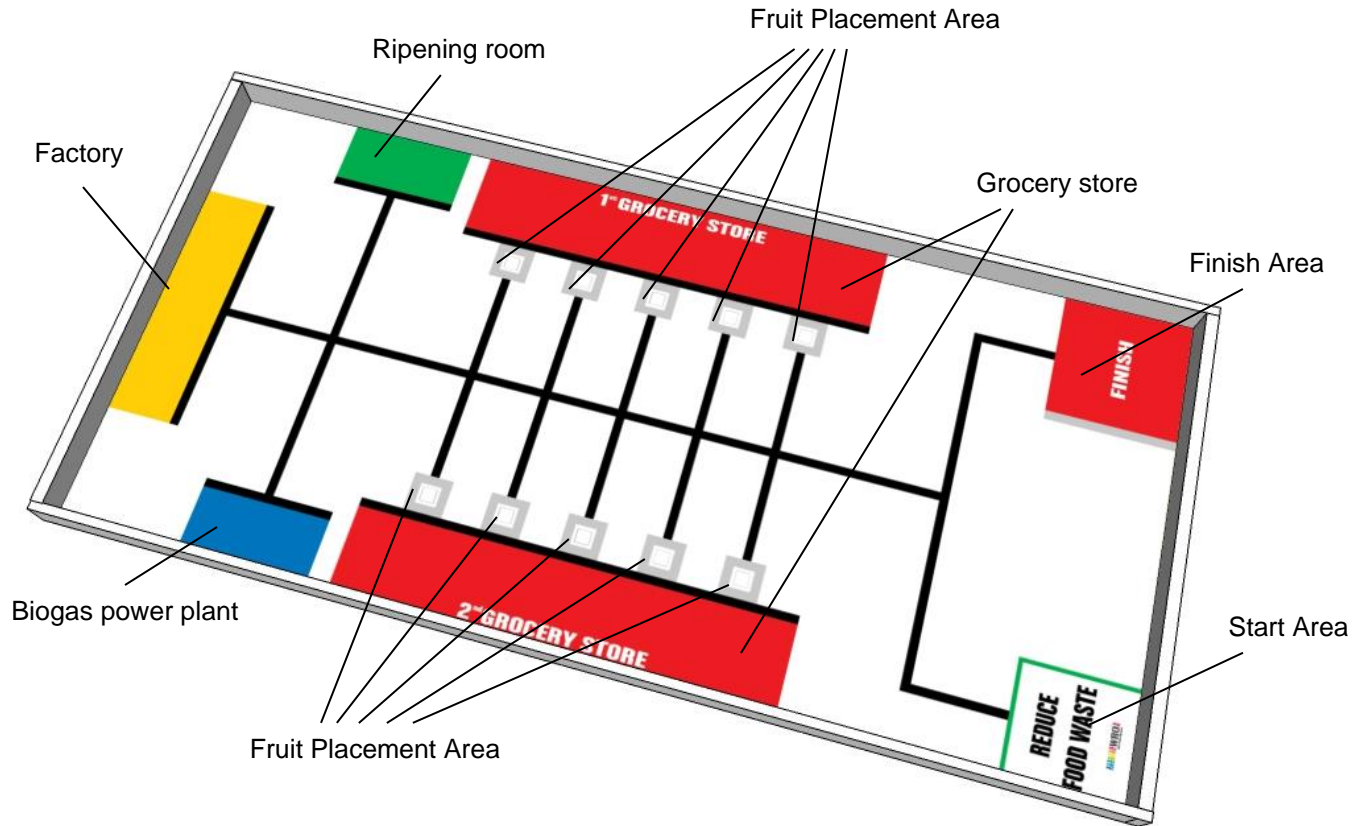 Fruit Placement Area
Ripening room
Factory
Grocery store
1st GROCERY STORE
Finish Area
FINISH
Biogas power plant
2nd GROCERY STORE
Start Area
REDUCE
FOOD WASTE
WRO
Fruit Placement Area